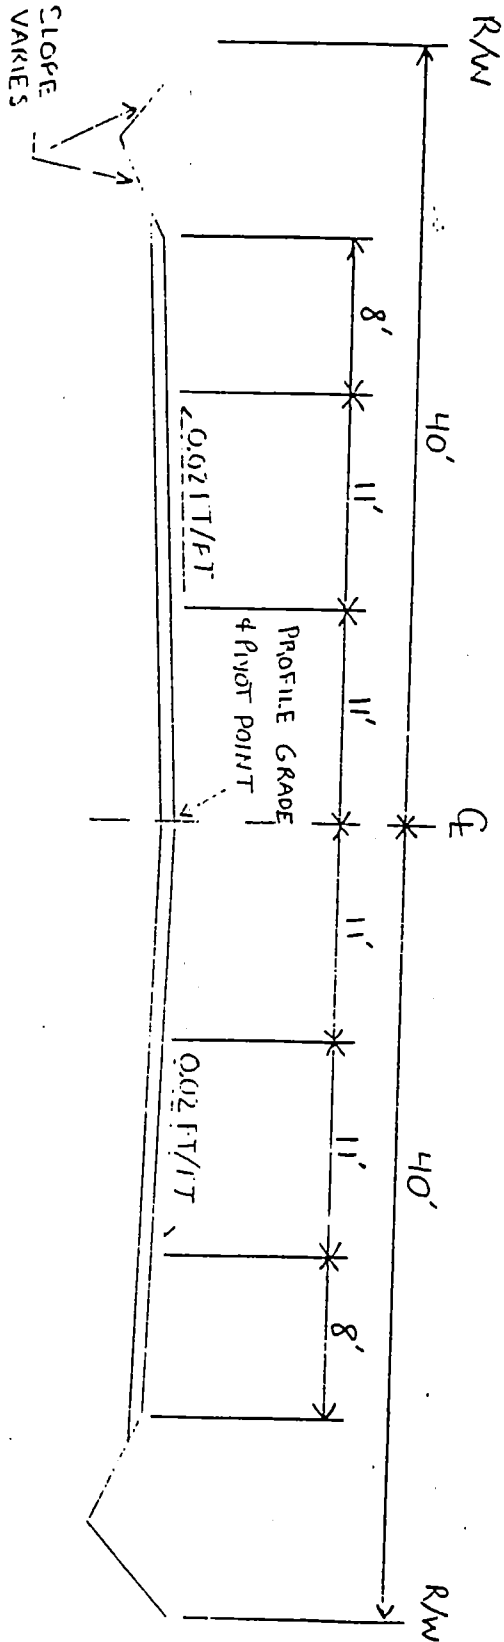 R/W
℄
R/W
40'
40'
8'
11'
11'
11'
11'
8'
0.02 FT/FT
PROFILE GRADE
& PIVOT POINT
0.02 FT/FT
SLOPE
VARIES